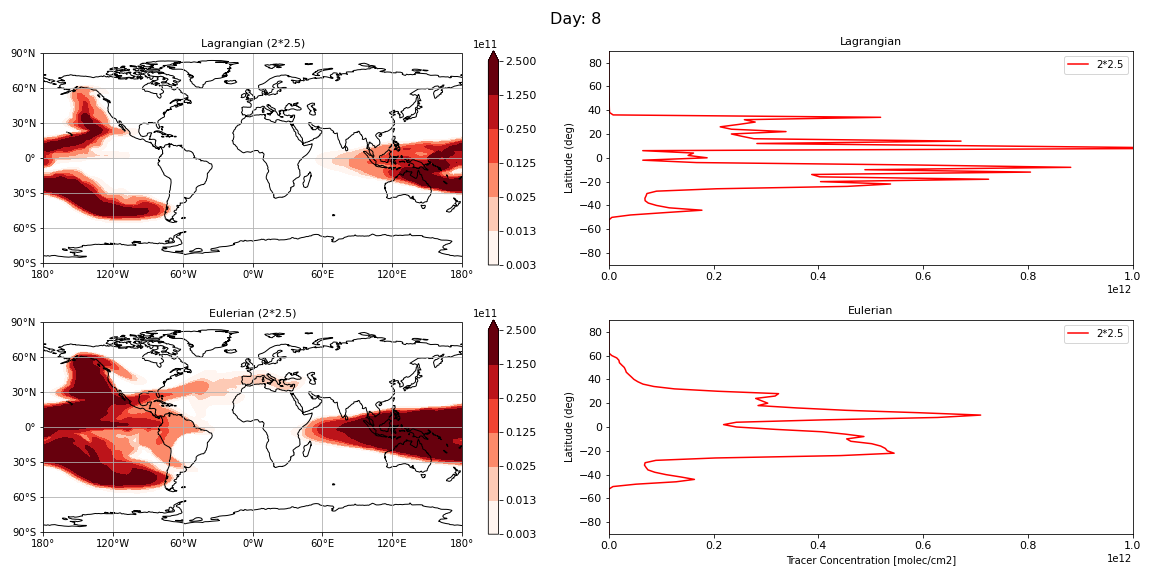 Day: 8
Lagrangian (2*2.5)
1e11
90°N
60°N
30°N
0°
30°S
60°S
90°S
180° 120°W 60°W 0°W 60°E 120°E 180°
2.500
1.250
0.250
0.125
0.025
0.013
0.003
Lagrangian
2*2.5
Latitude (deg)
80
60
40
20
0
−20
−40
−60
−80
0.0 0.2 0.4 0.6 0.8 1.0
1e12
Eulerian (2*2.5)
1e11
90°N
60°N
30°N
0°
30°S
60°S
90°S
180° 120°W 60°W 0°W 60°E 120°E 180°
2.500
1.250
0.250
0.125
0.025
0.013
0.003
Eulerian
2*2.5
Latitude (deg)
80
60
40
20
0
−20
−40
−60
−80
0.0 0.2 0.4 0.6 0.8 1.0
Tracer Concentration [molec/cm2]
1e12